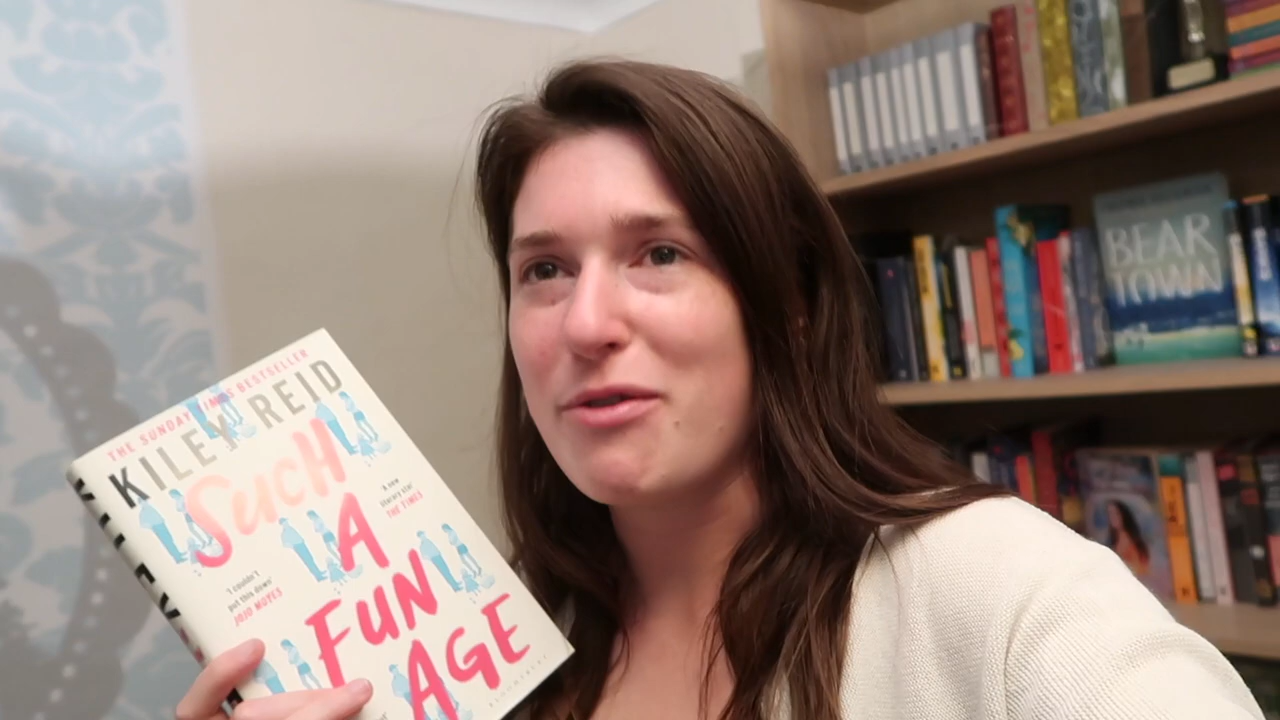 THE SUNDAY TIMES BESTSELLER
KILEY REID
SUCH
A
FUN
AGE
'A new
literary star'
THE TIMES
'I couldn't
put this down'
JOJO MOYES
BLOOMSBURY
BEAR
TOWN